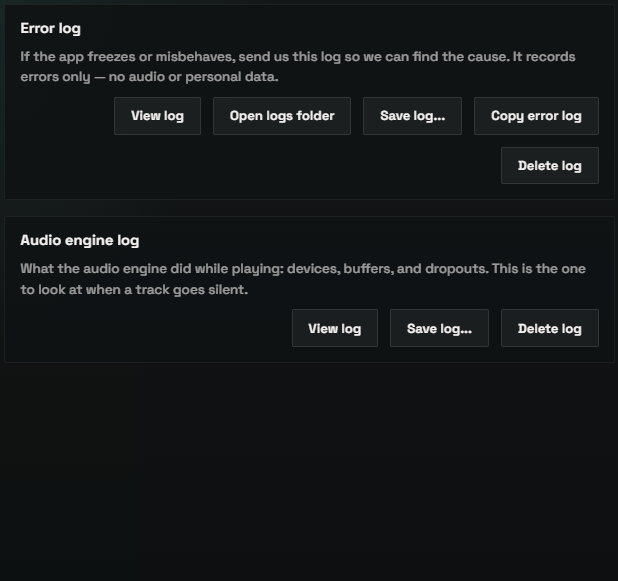 Error log
If the app freezes or misbehaves, send us this log so we can find the cause. It records
errors only — no audio or personal data.
View log
Open logs folder
Save log...
Copy error log
Delete log
Audio engine log
What the audio engine did while playing: devices, buffers, and dropouts. This is the one
to look at when a track goes silent.
View log
Save log...
Delete log